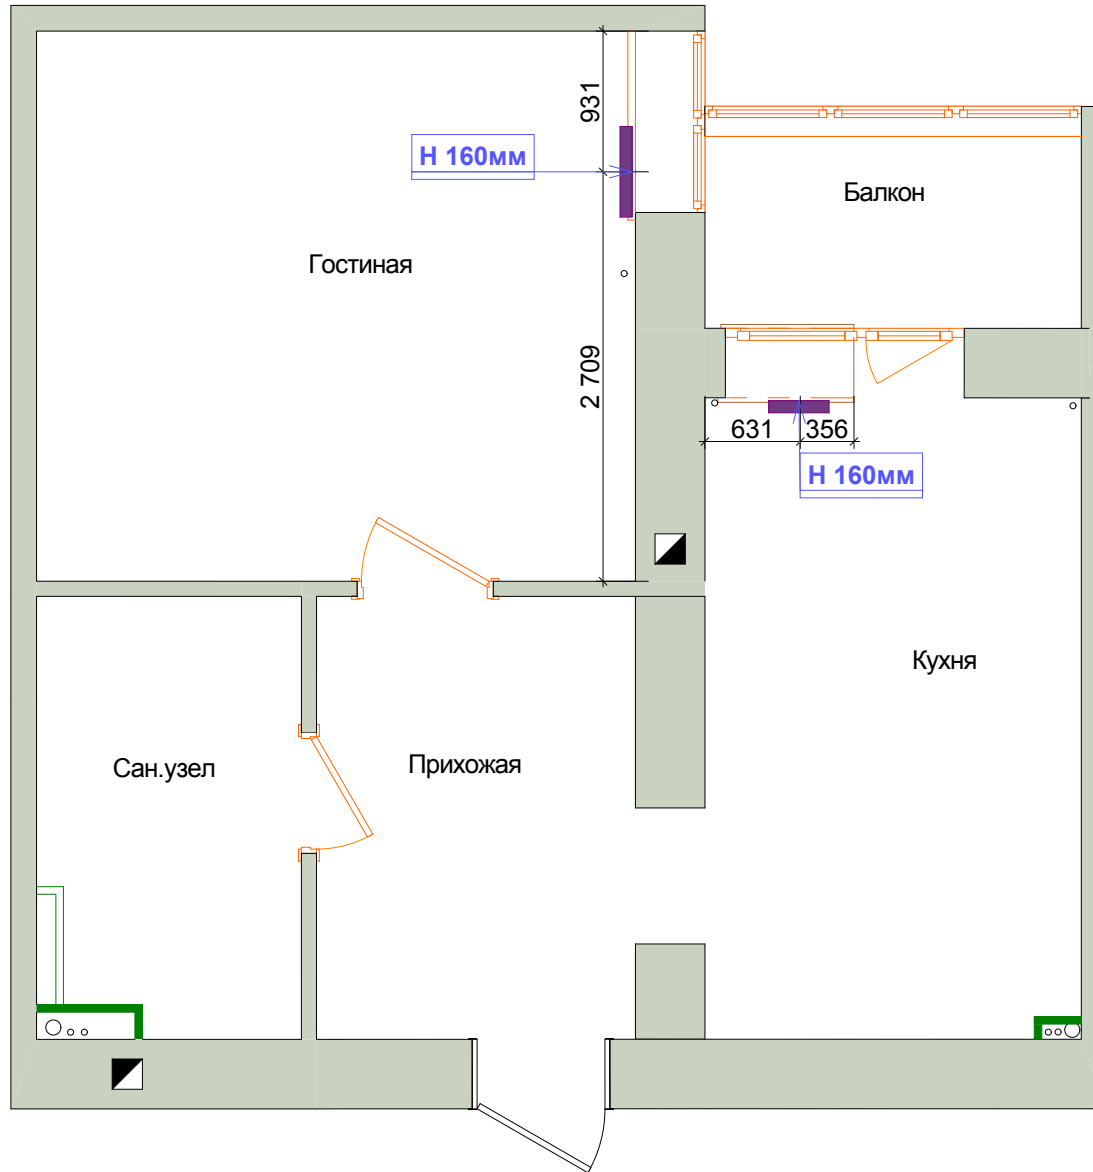 931
H 160мм
Балкон
Гостиная
2 709
631
356
H 160мм
Кухня
Прихожая
Сан.узел